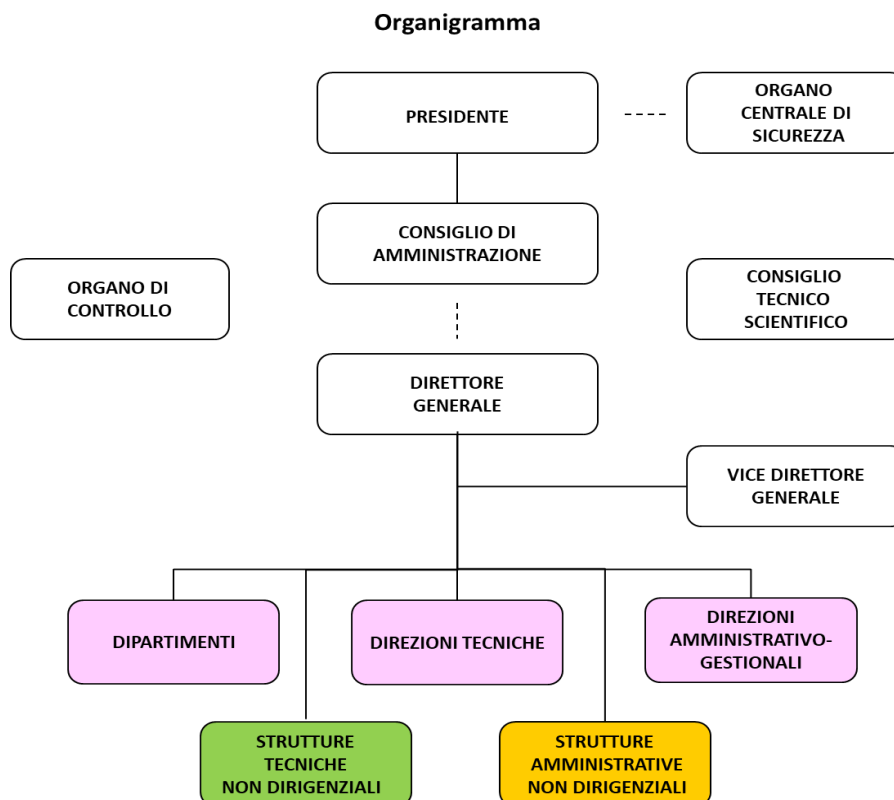 Organigramma
PRESIDENTE
ORGANO
CENTRALE DI
SICUREZZA
CONSIGLIO DI
AMMINISTRAZIONE
ORGANO DI
CONTROLLO
CONSIGLIO
TECNICO
SCIENTIFICO
DIRETTORE
GENERALE
VICE DIRETTORE
GENERALE
DIPARTIMENTI
DIREZIONI TECNICHE
DIREZIONI
AMMINISTRATIVO-
GESTIONALI
STRUTTURE
TECNICHE
NON DIRIGENZIALI
STRUTTURE
AMMINISTRATIVE
NON DIRIGENZIALI